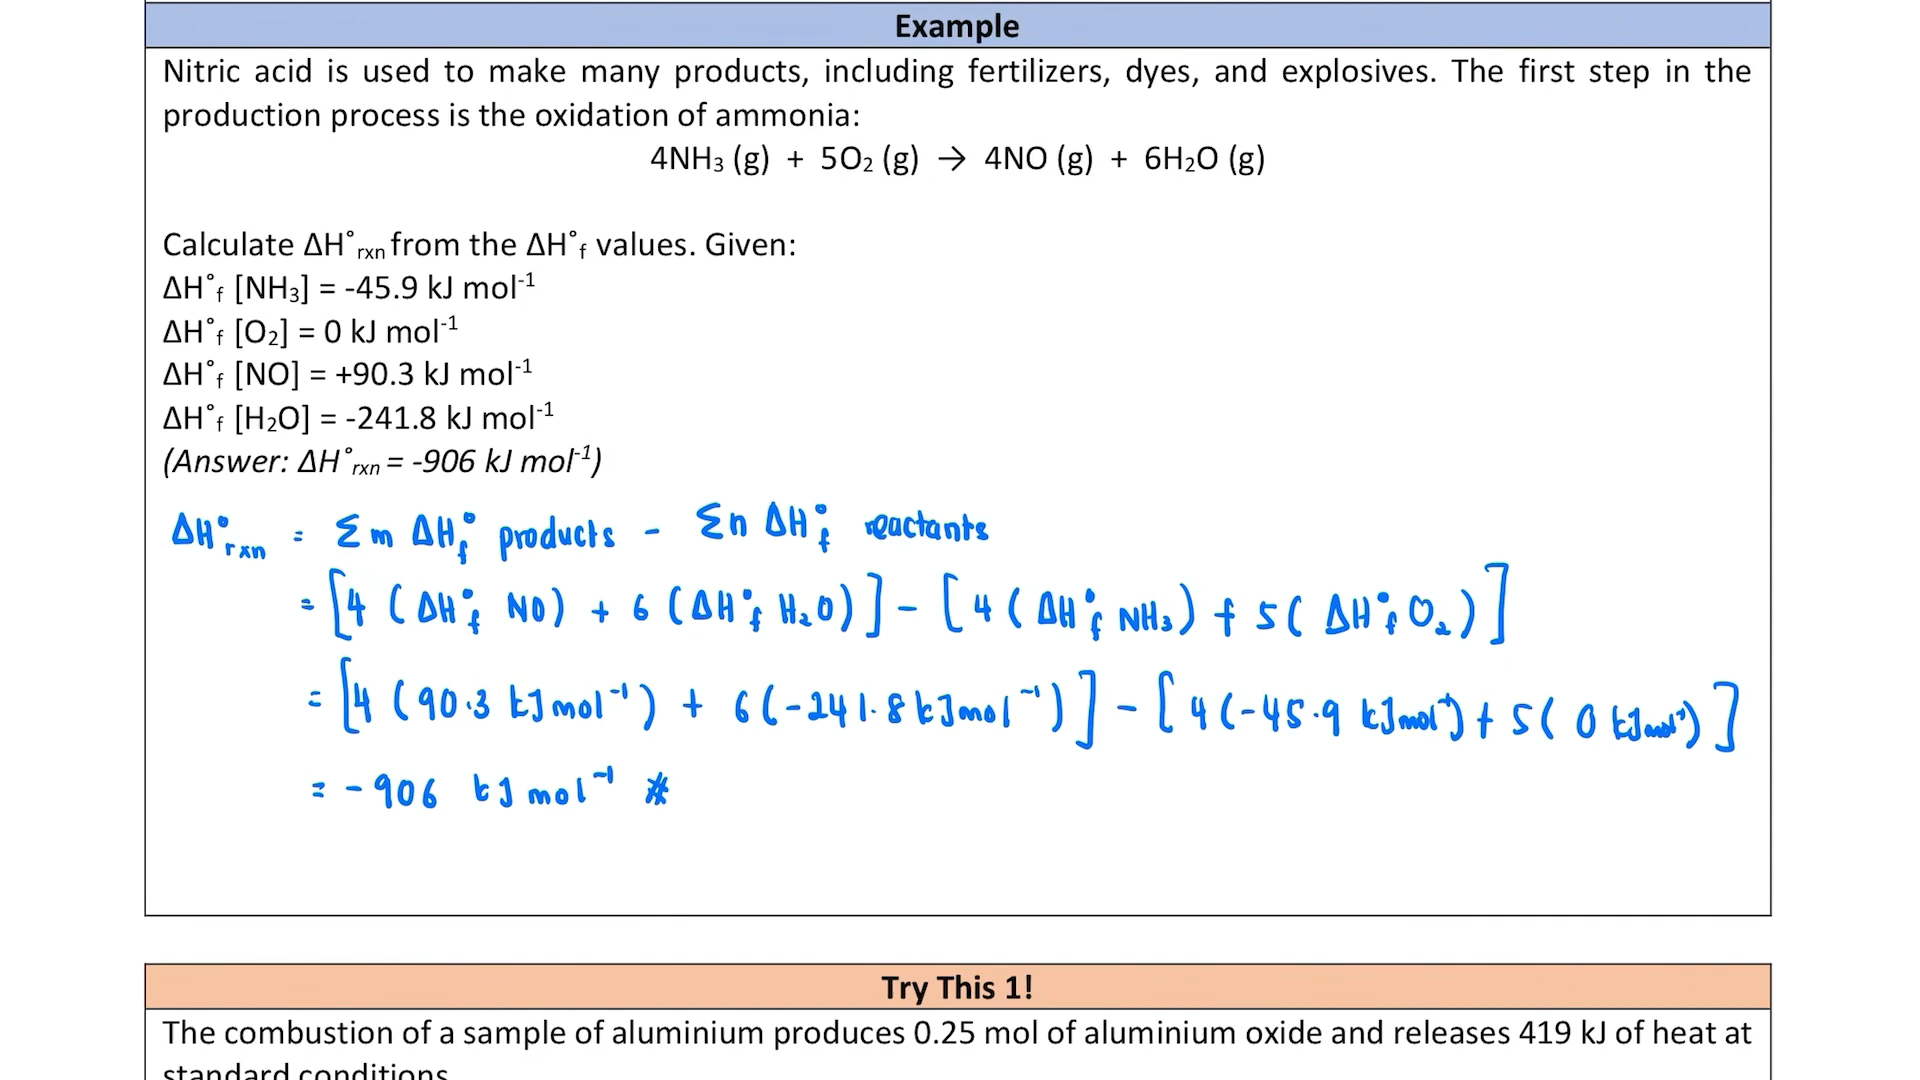 Example
Nitric acid is used to make many products, including fertilizers, dyes, and explosives. The first step in the
production process is the oxidation of ammonia:
4NH₃ (g) + 5O₂ (g) → 4NO (g) + 6H₂O (g)
Calculate ΔH°rxn from the ΔH°f values. Given:
ΔH°f [NH₃] = -45.9 kJ mol⁻¹
ΔH°f [O₂] = 0 kJ mol⁻¹
ΔH°f [NO] = +90.3 kJ mol⁻¹
ΔH°f [H₂O] = -241.8 kJ mol⁻¹
(Answer: ΔH°rxn = -906 kJ mol⁻¹)
ΔH°rxn = Σm ΔH°f products - Σn ΔH°f reactants
= [4 (ΔH°f NO) + 6 (ΔH°f H₂O)] - [4 (ΔH°f NH₃) + 5 (ΔH°f O₂)]
= [4 (90.3 kJ mol⁻¹) + 6 (-241.8 kJ mol⁻¹)] - [4 (-45.9 kJ mol⁻¹) + 5 (0 kJ mol⁻¹)]
= -906 kJ mol⁻¹ #
Try This 1!
The combustion of a sample of aluminium produces 0.25 mol of aluminium oxide and releases 419 kJ of heat at
standard conditions